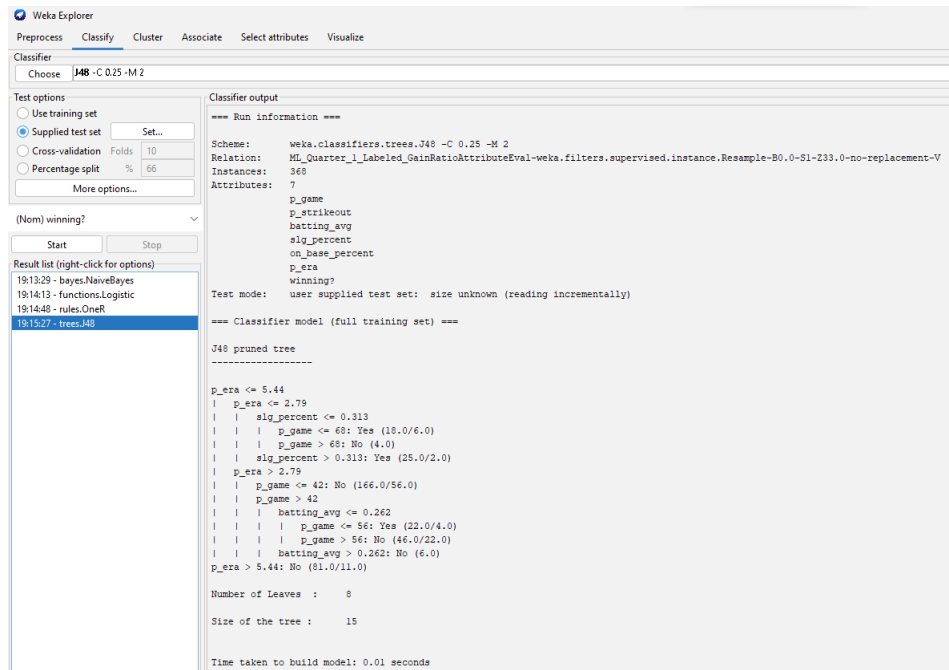 Weka Explorer
Preprocess Classify Cluster Associate Select attributes Visualize
Classifier
Choose J48 -C 0.25 -M 2
Test options
Use training set
Supplied test set Set...
Cross-validation Folds 10
Percentage split % 66
More options...
(Nom) winning?
Start Stop
Result list (right-click for options)
19:13:29 - bayes.NaiveBayes
19:14:13 - functions.Logistic
19:14:48 - rules.OneR
19:15:27 - trees.J48
Classifier output
=== Run information ===
Scheme: weka.classifiers.trees.J48 -C 0.25 -M 2
Relation: ML_Quarter_1_Labeled_GainRatioAttributeEval-weka.filters.supervised.instance.Resample-B0.0-S1-Z33.0-no-replacement-V
Instances: 368
Attributes: 7
p_game
p_strikeout
batting_avg
slg_percent
on_base_percent
p_era
winning?
Test mode: user supplied test set: size unknown (reading incrementally)
=== Classifier model (full training set) ===
J48 pruned tree
------------------
p_era <= 5.44
| p_era <= 2.79
| | slg_percent <= 0.313
| | | p_game <= 68: Yes (18.0/6.0)
| | | p_game > 68: No (4.0)
| | slg_percent > 0.313: Yes (25.0/2.0)
| p_era > 2.79
| | p_game <= 42: No (166.0/56.0)
| | p_game > 42
| | | batting_avg <= 0.262
| | | | p_game <= 56: Yes (22.0/4.0)
| | | | p_game > 56: No (46.0/22.0)
| | | batting_avg > 0.262: No (6.0)
p_era > 5.44: No (81.0/11.0)
Number of Leaves : 8
Size of the tree : 15
Time taken to build model: 0.01 seconds